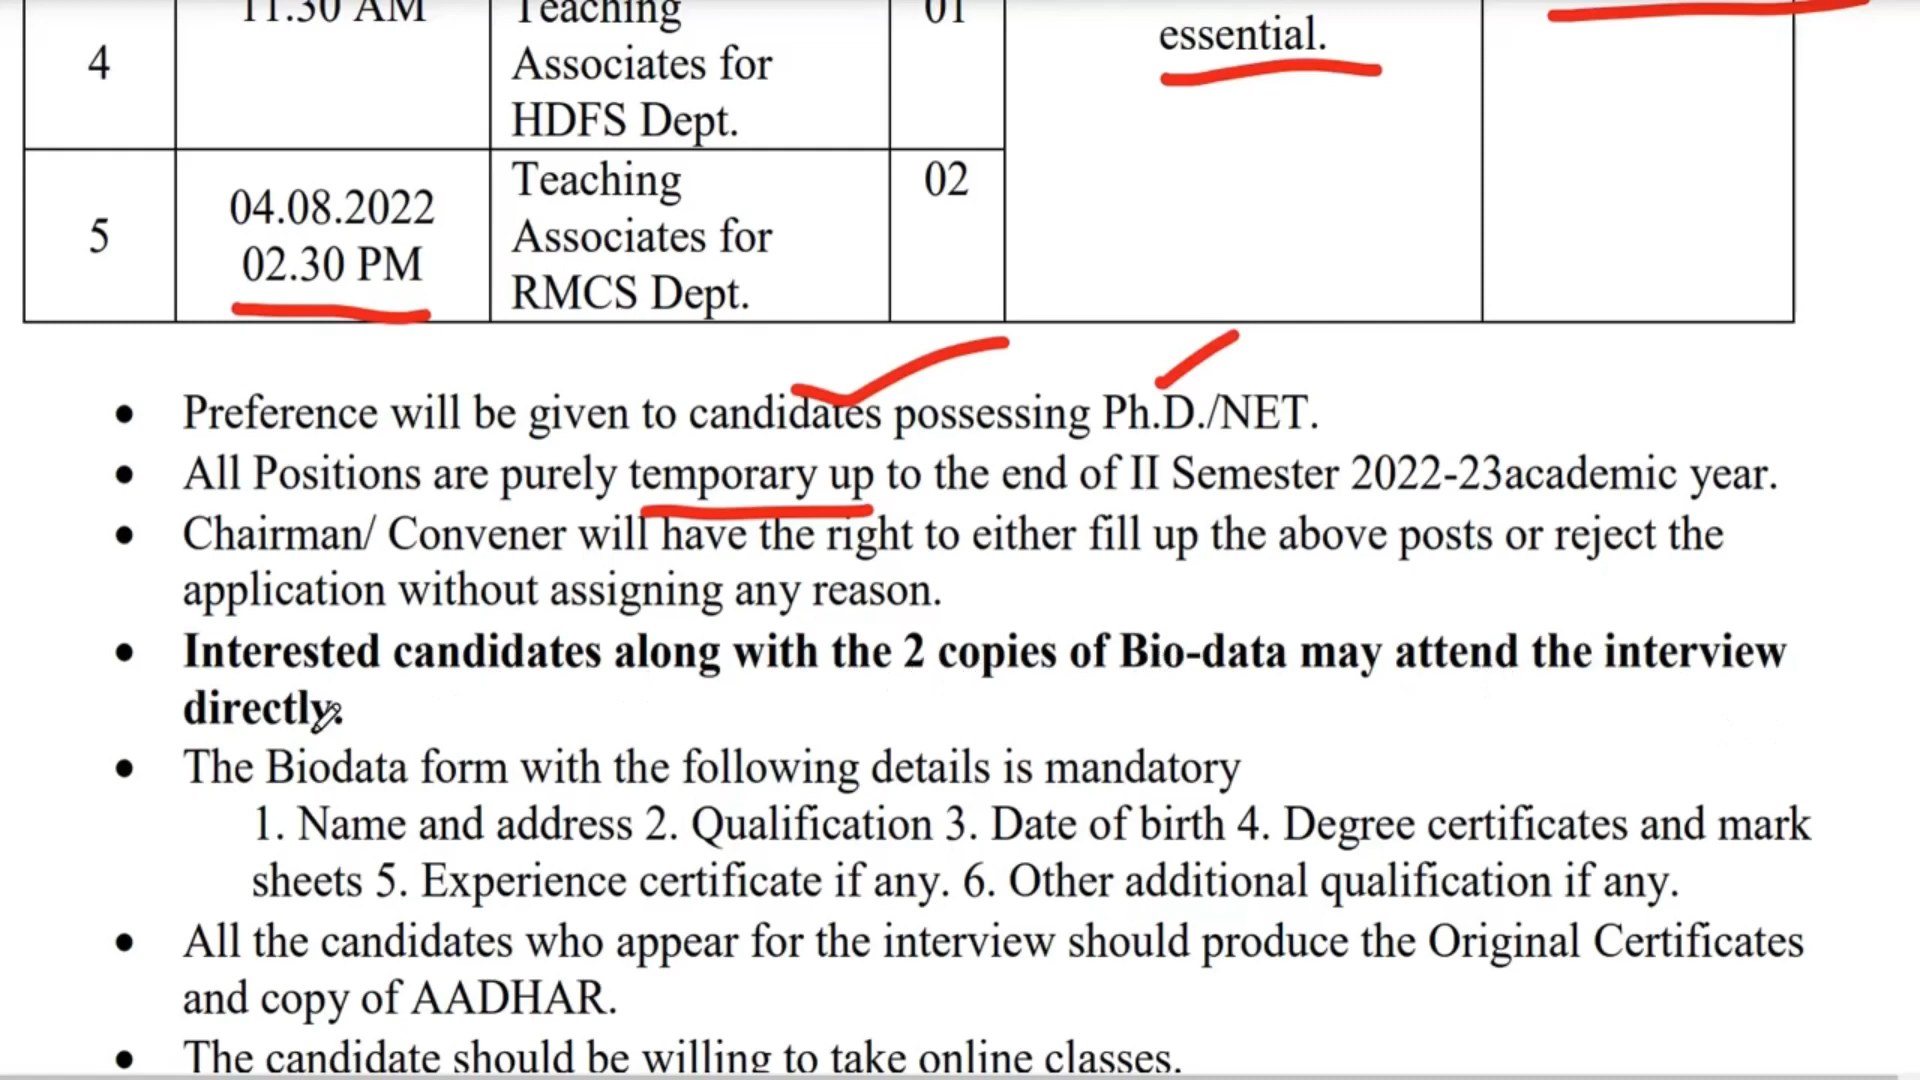 11.30 AM
Teaching
01
essential.
4
Associates for
HDFS Dept.
5
04.08.2022
02.30 PM
Teaching
Associates for
RMCS Dept.
02
• Preference will be given to candidates possessing Ph.D./NET.
• All Positions are purely temporary up to the end of II Semester 2022-23academic year.
• Chairman/ Convener will have the right to either fill up the above posts or reject the
application without assigning any reason.
• Interested candidates along with the 2 copies of Bio-data may attend the interview
directly.
• The Biodata form with the following details is mandatory
1. Name and address 2. Qualification 3. Date of birth 4. Degree certificates and mark
sheets 5. Experience certificate if any. 6. Other additional qualification if any.
• All the candidates who appear for the interview should produce the Original Certificates
and copy of AADHAR.
• The candidate should be willing to take online classes.